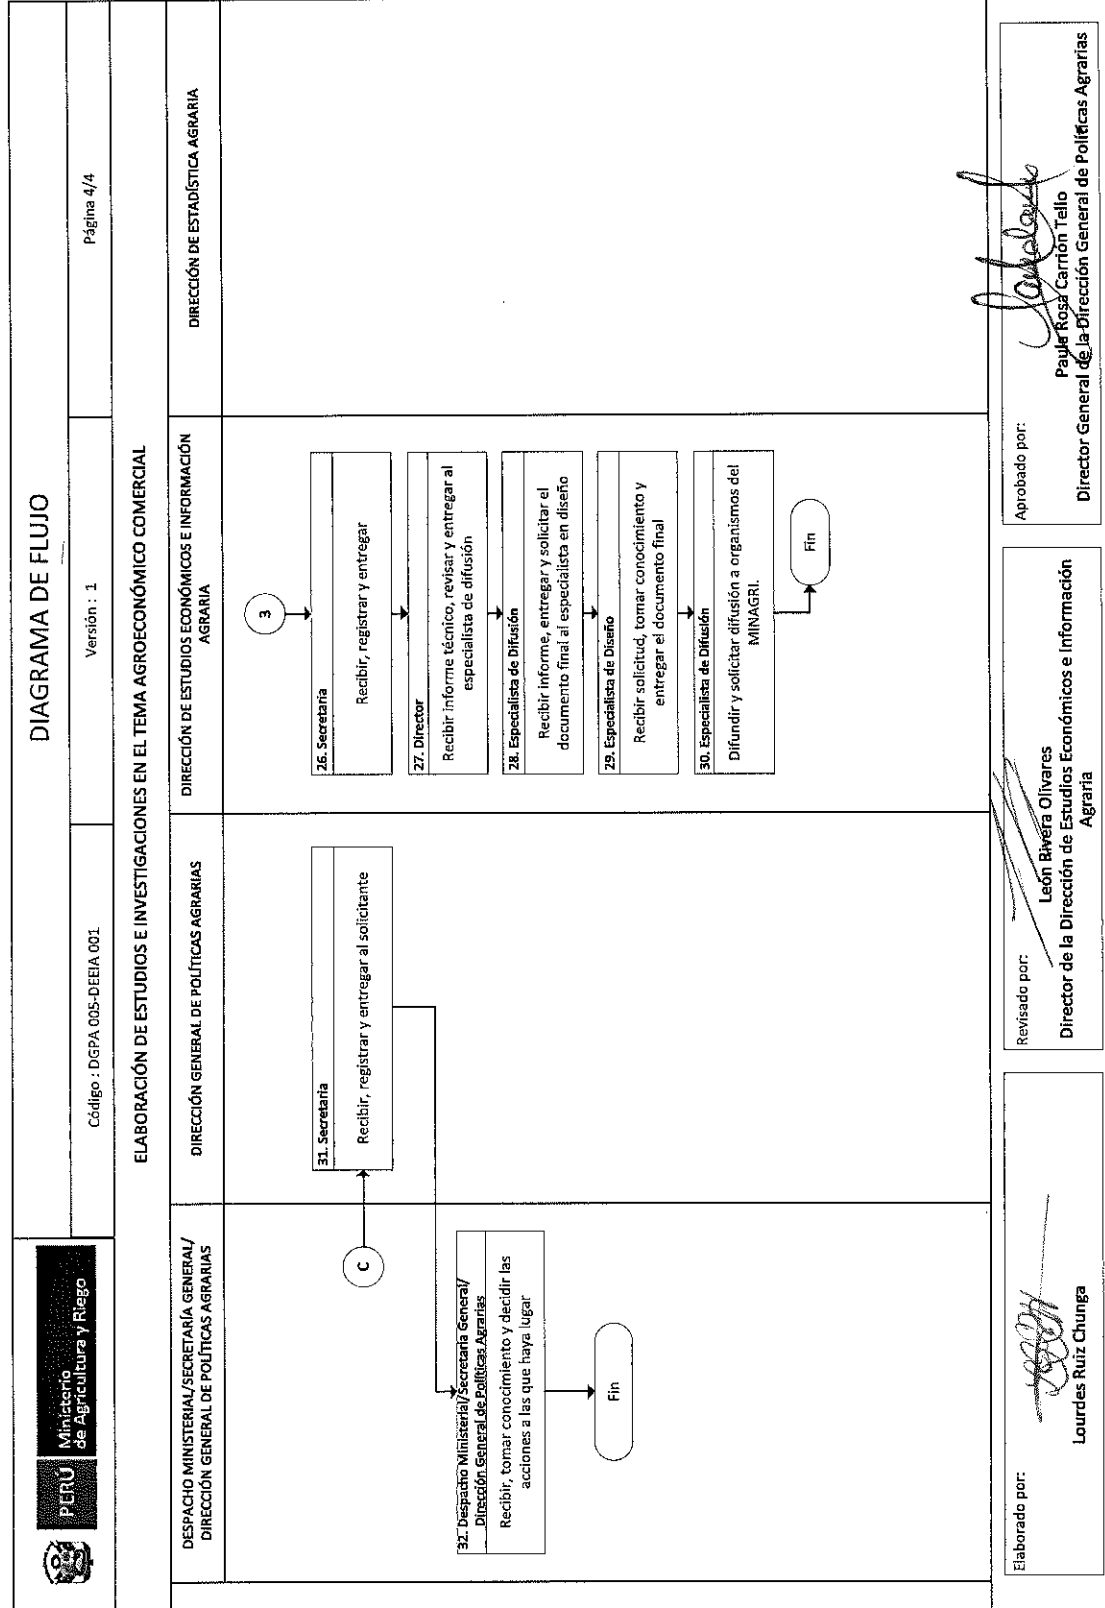 PERÚ
Ministerio
de Agricultura y Riego
DIAGRAMA DE FLUJO
Código : DGPA 005-DEEIA 001
Versión : 1
Página 4/4
ELABORACIÓN DE ESTUDIOS E INVESTIGACIONES EN EL TEMA AGROECONÓMICO COMERCIAL
DESPACHO MINISTERIAL/SECRETARÍA GENERAL/
DIRECCIÓN GENERAL DE POLÍTICAS AGRARIAS
DIRECCIÓN GENERAL DE POLÍTICAS AGRARIAS
DIRECCIÓN DE ESTUDIOS ECONÓMICOS E INFORMACIÓN
AGRARIA
DIRECCIÓN DE ESTADÍSTICA AGRARIA
C
31. Secretaria
Recibir, registrar y entregar al solicitante
32. Despacho Ministerial/Secretaria General/
Dirección General de Políticas Agrarias
Recibir, tomar conocimiento y decidir las
acciones a las que haya lugar
Fin
3
26. Secretaria
Recibir, registrar y entregar
27. Director
Recibir informe técnico, revisar y entregar al
especialista de difusión
28. Especialista de Difusión
Recibir informe, entregar y solicitar el
documento final al especialista en diseño
29. Especialista de Diseño
Recibir solicitud, tomar conocimiento y
entregar el documento final
30. Especialista de Difusión
Difundir y solicitar difusión a organismos del
MINAGRI.
Fin
Elaborado por:
Lourdes Ruiz Chunga
Revisado por:
León Rivera Olivares
Director de la Dirección de Estudios Económicos e Información
Agraria
Aprobado por:
Paula Rosa Carrión Tello
Director General de la Dirección General de Políticas Agrarias